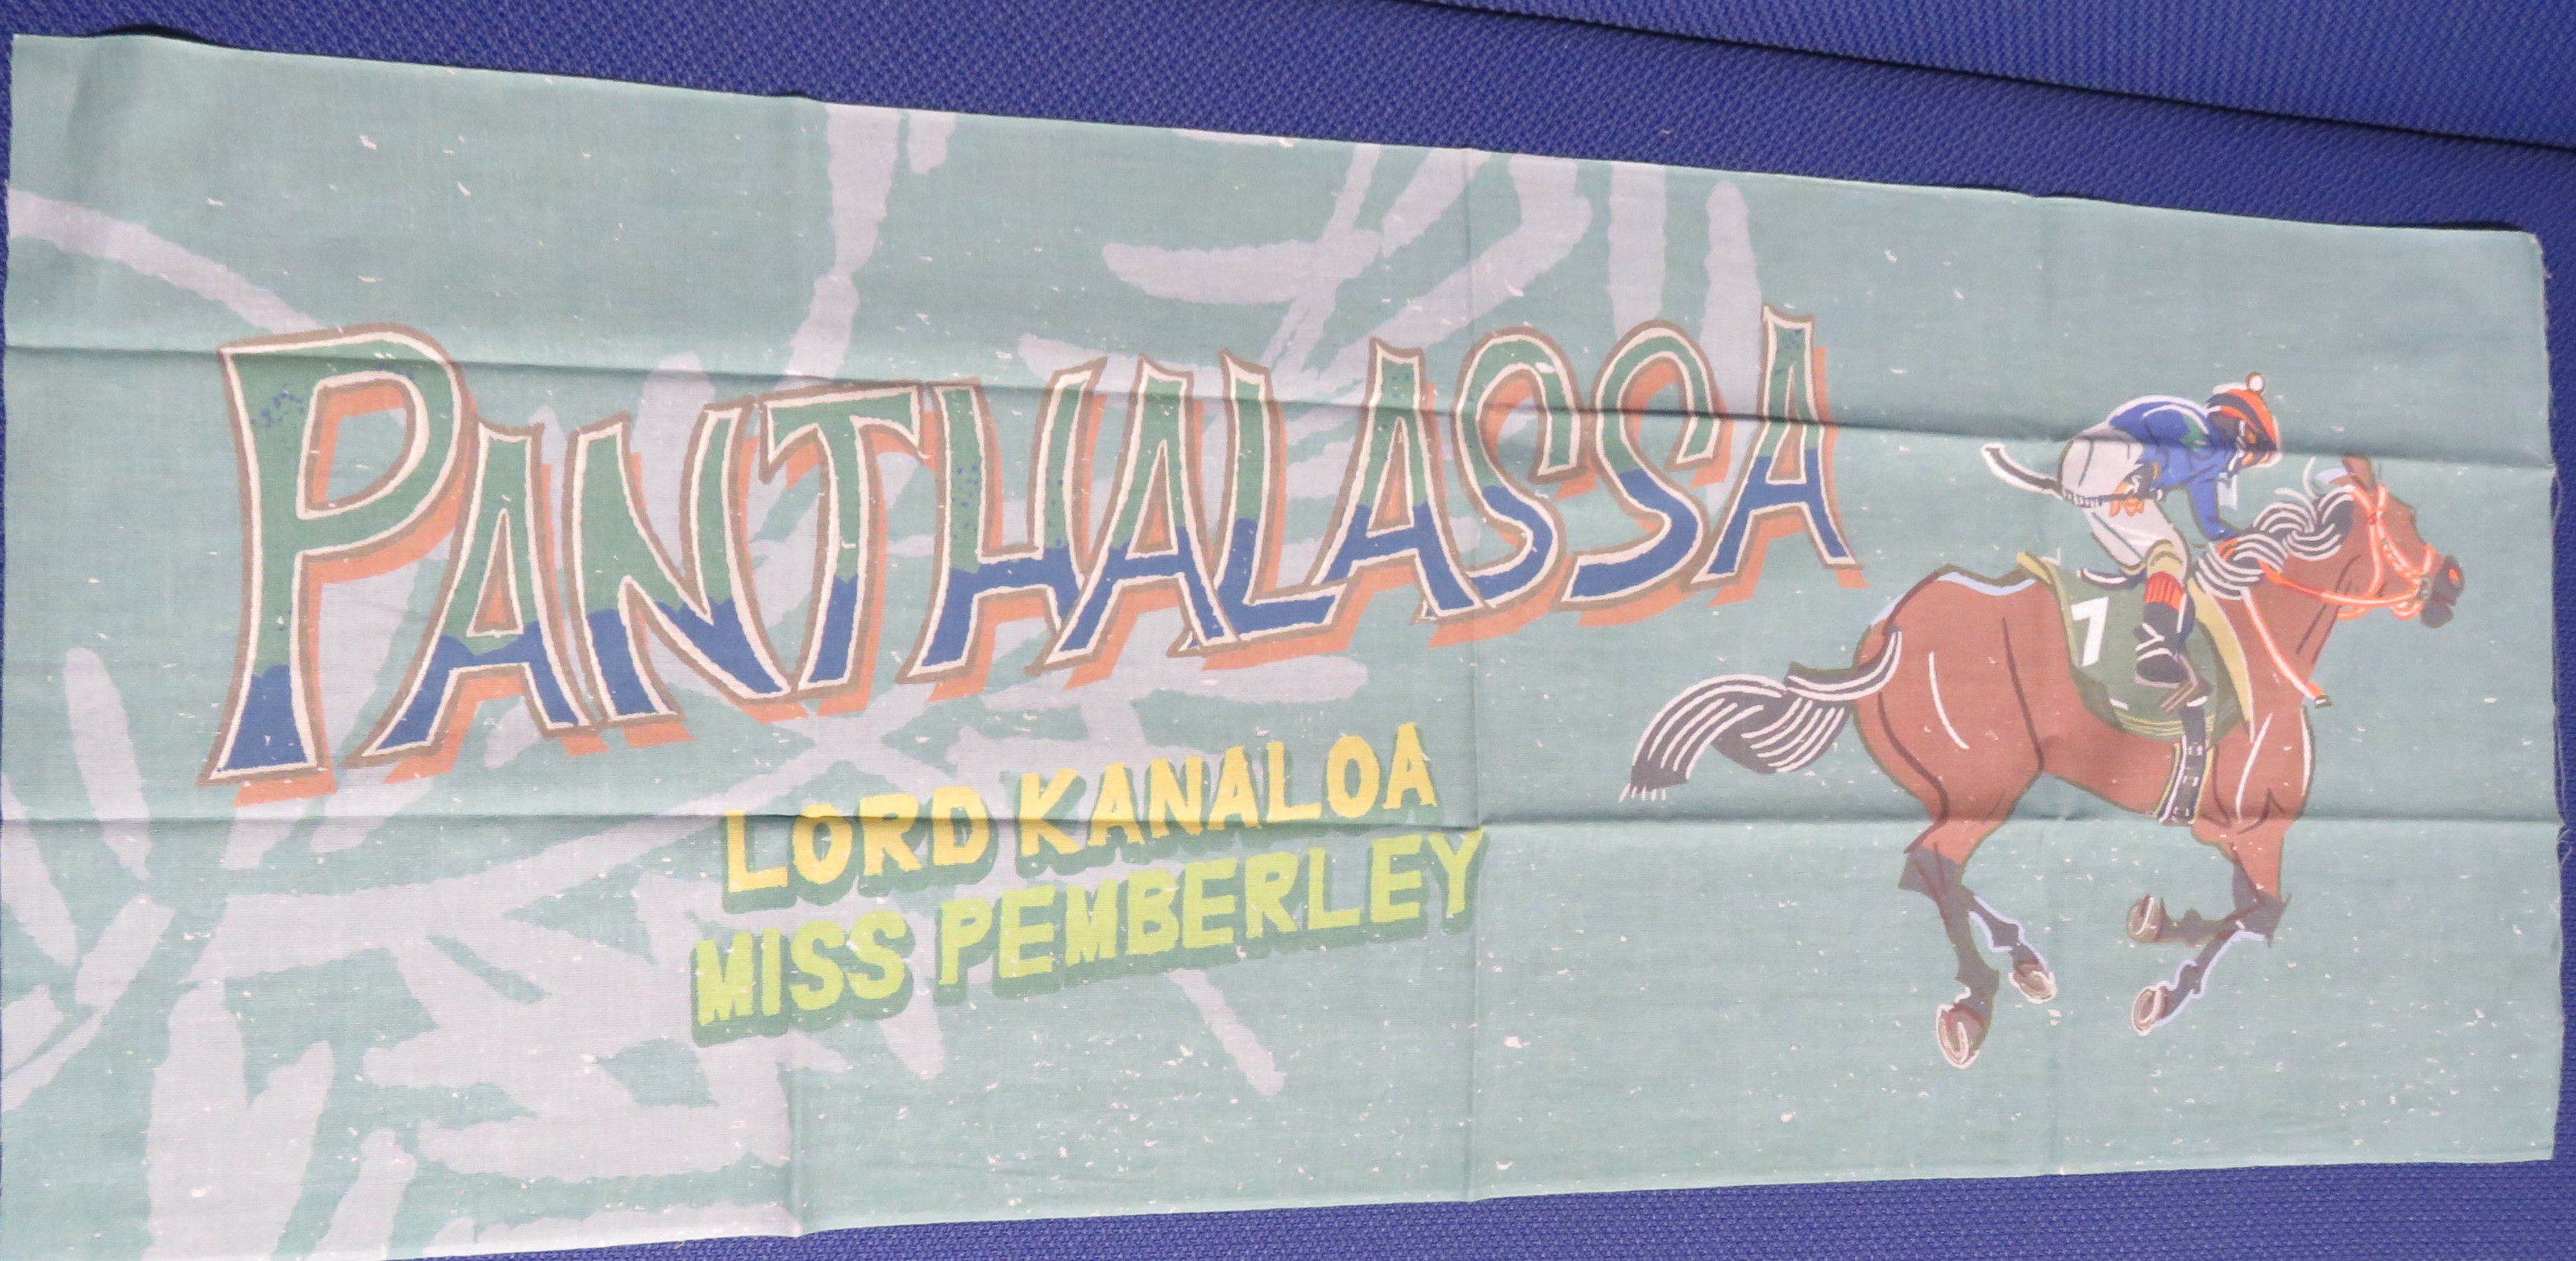 PANTHALASSA
LORD KANALOA
MISS PEMBERLEY
7